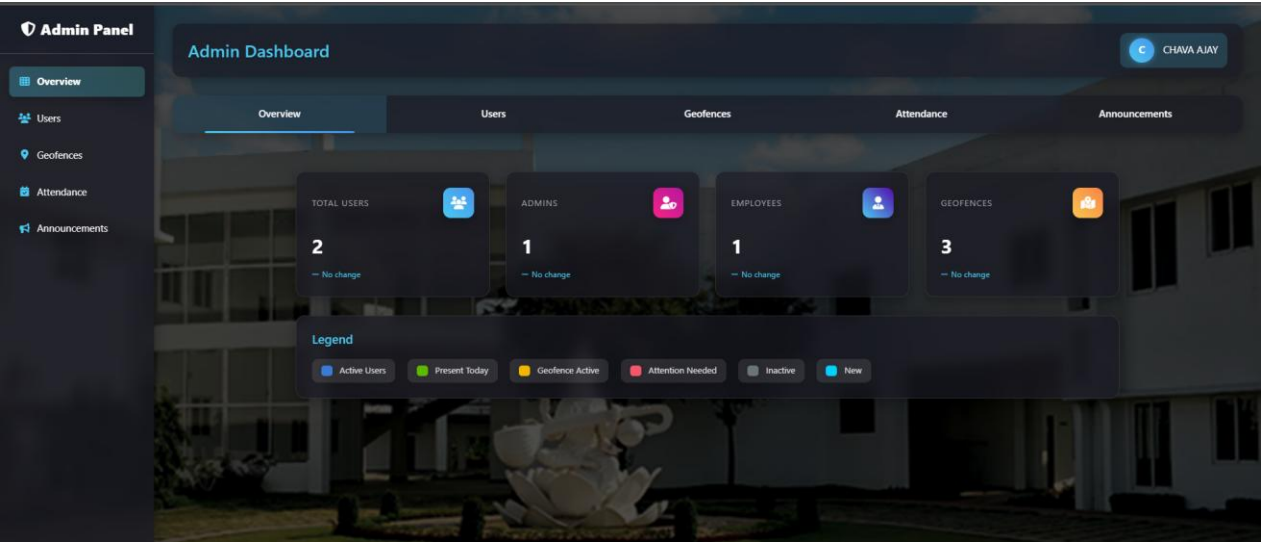 Admin Panel
Overview
Users
Geofences
Attendance
Announcements
Admin Dashboard
C CHAVA AJAY
Overview Users Geofences Attendance Announcements
TOTAL USERS
2
— No change
ADMINS
1
— No change
EMPLOYEES
1
— No change
GEOFENCES
3
— No change
Legend
Active Users Present Today Geofence Active Attention Needed Inactive New